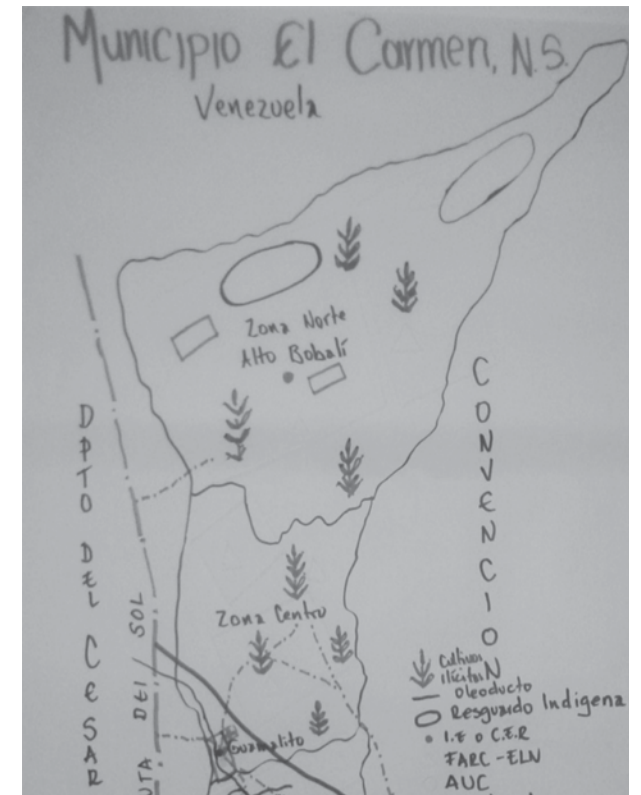 Municipio El Carmen, N.S.
Venezuela
Zona Norte
Alto Bobalí
CONVENCION
DPTO DEL CESAR
UTA DEL SOL
Zona Centro
Guamalito
Cultivos
Ilícitos
Oleoducto
Resguardo Indigena
I.E o C.E.R
FARC - ELN
AUC